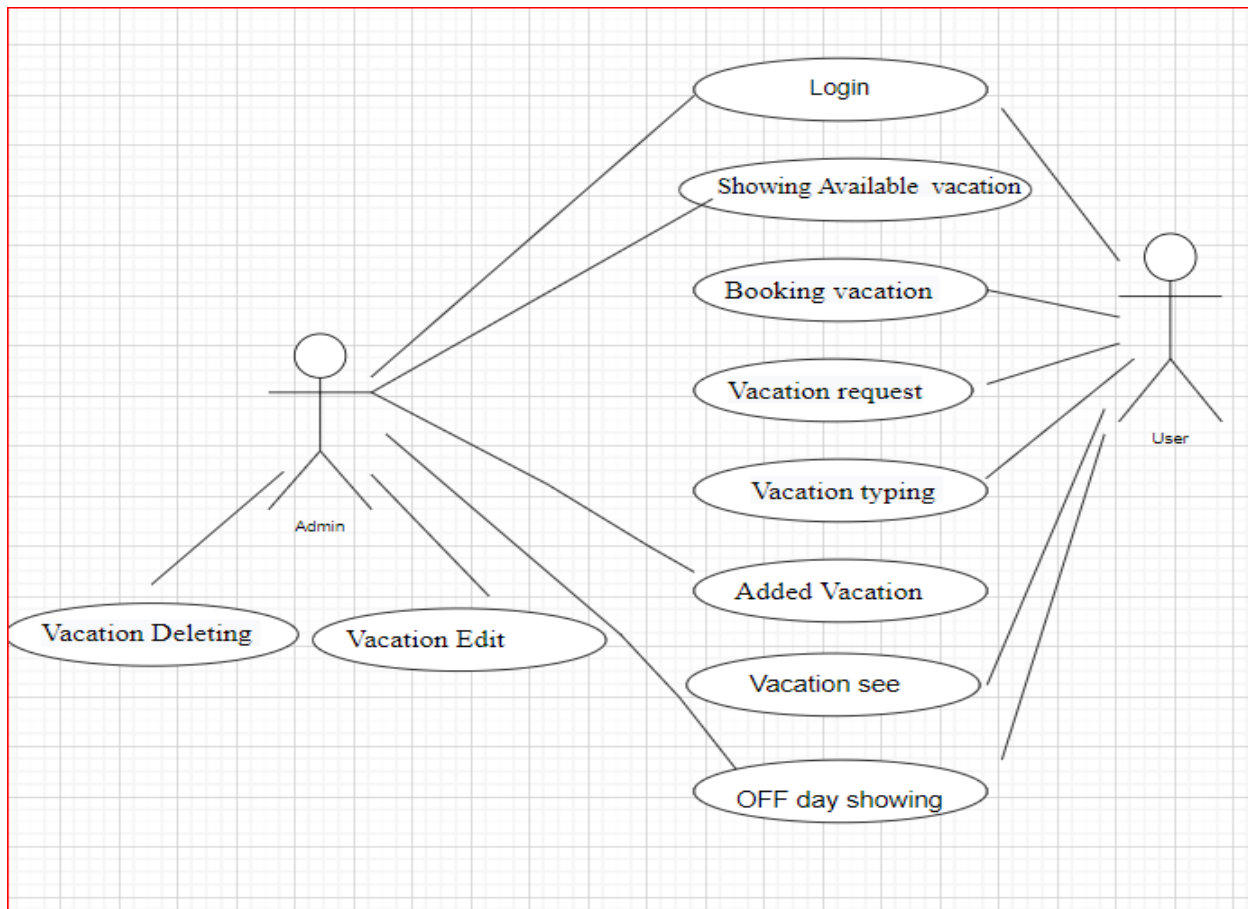 Login
Showing Available vacation
Booking vacation
Vacation request
User
Vacation typing
Admin
Added Vacation
Vacation Deleting
Vacation Edit
Vacation see
OFF day showing